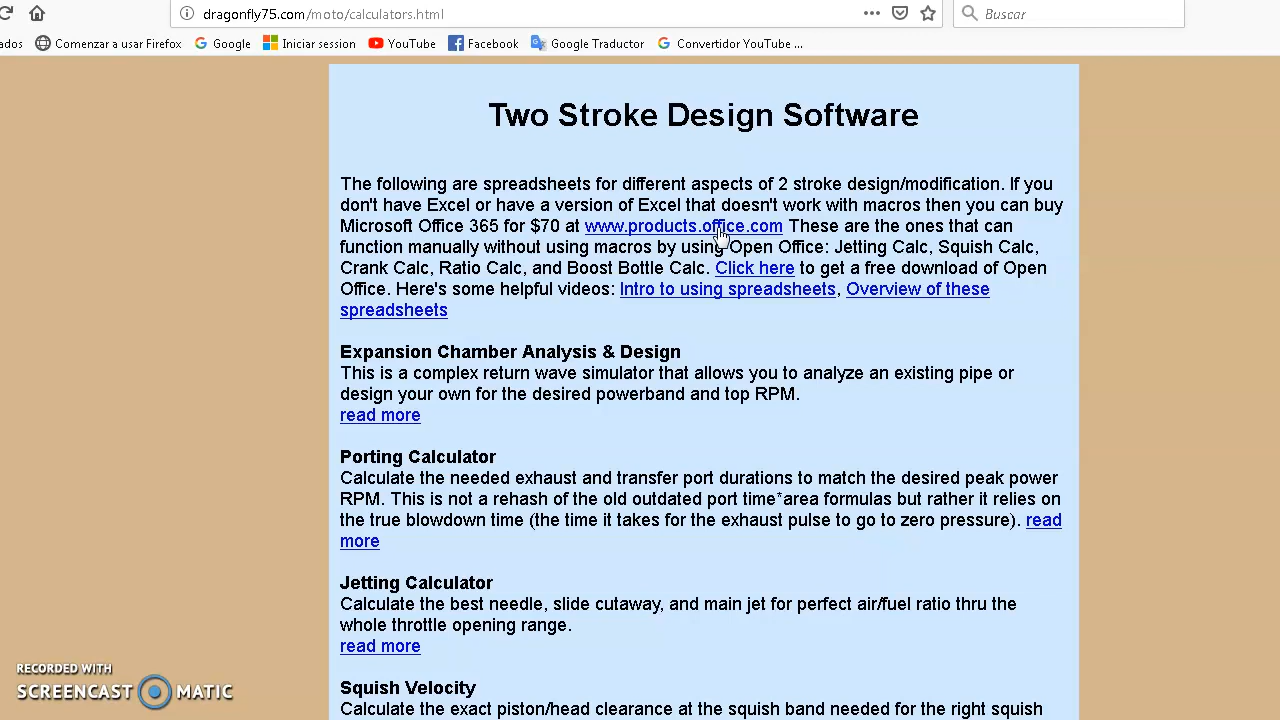 dragonfly75.com/moto/calculators.html
Buscar
ados Comenzar a usar Firefox Google Iniciar session YouTube Facebook Google Traductor Convertidor YouTube ...
Two Stroke Design Software
The following are spreadsheets for different aspects of 2 stroke design/modification. If you
don't have Excel or have a version of Excel that doesn't work with macros then you can buy
Microsoft Office 365 for $70 at www.products.office.com These are the ones that can
function manually without using macros by using Open Office: Jetting Calc, Squish Calc,
Crank Calc, Ratio Calc, and Boost Bottle Calc. Click here to get a free download of Open
Office. Here's some helpful videos: Intro to using spreadsheets, Overview of these
spreadsheets
Expansion Chamber Analysis & Design
This is a complex return wave simulator that allows you to analyze an existing pipe or
design your own for the desired powerband and top RPM.
read more
Porting Calculator
Calculate the needed exhaust and transfer port durations to match the desired peak power
RPM. This is not a rehash of the old outdated port time*area formulas but rather it relies on
the true blowdown time (the time it takes for the exhaust pulse to go to zero pressure). read
more
Jetting Calculator
Calculate the best needle, slide cutaway, and main jet for perfect air/fuel ratio thru the
whole throttle opening range.
read more
Squish Velocity
Calculate the exact piston/head clearance at the squish band needed for the right squish
RECORDED WITH
SCREENCAST MATIC